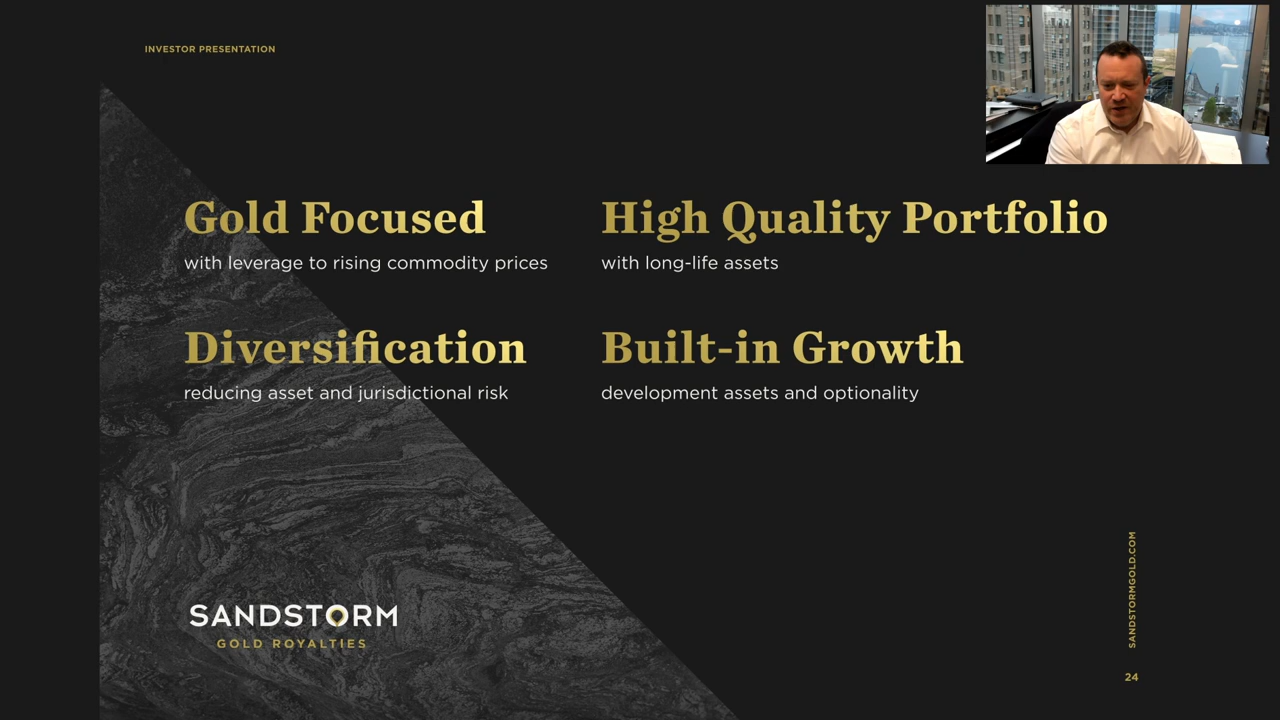 INVESTOR PRESENTATION
Gold Focused
with leverage to rising commodity prices
High Quality Portfolio
with long-life assets
Diversification
reducing asset and jurisdictional risk
Built-in Growth
development assets and optionality
SANDSTORM
GOLD ROYALTIES
SANDSTORMGOLD.COM
24